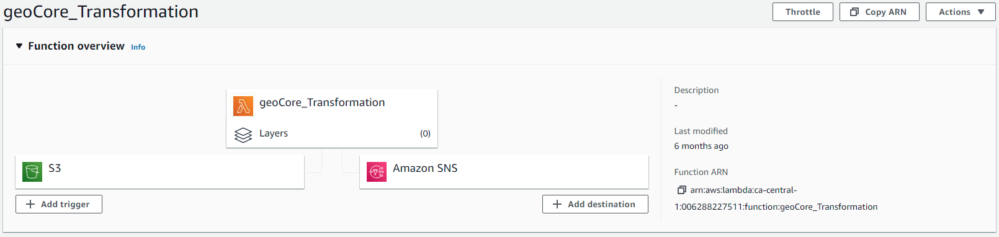 geoCore_Transformation
Throttle
Copy ARN
Actions
Function overview
Info
geoCore_Transformation
Layers
(0)
S3
Amazon SNS
Add trigger
Add destination
Description
-
Last modified
6 months ago
Function ARN
arn:aws:lambda:ca-central-
1:006288227511:function:geoCore_Transformation